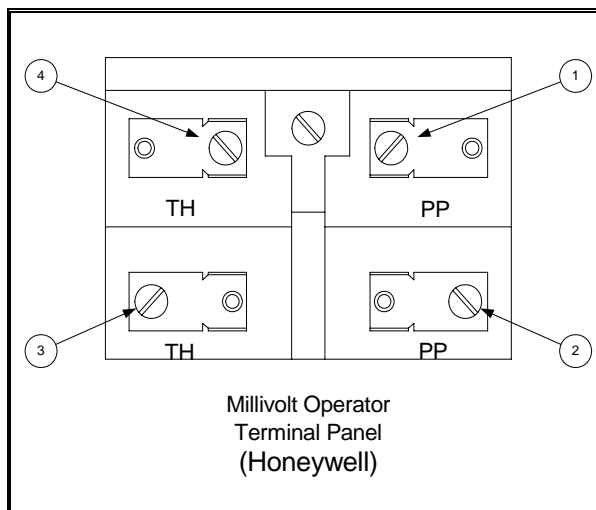 4
1
TH
PP
3
TH
PP
2
Millivolt Operator
Terminal Panel
(Honeywell)